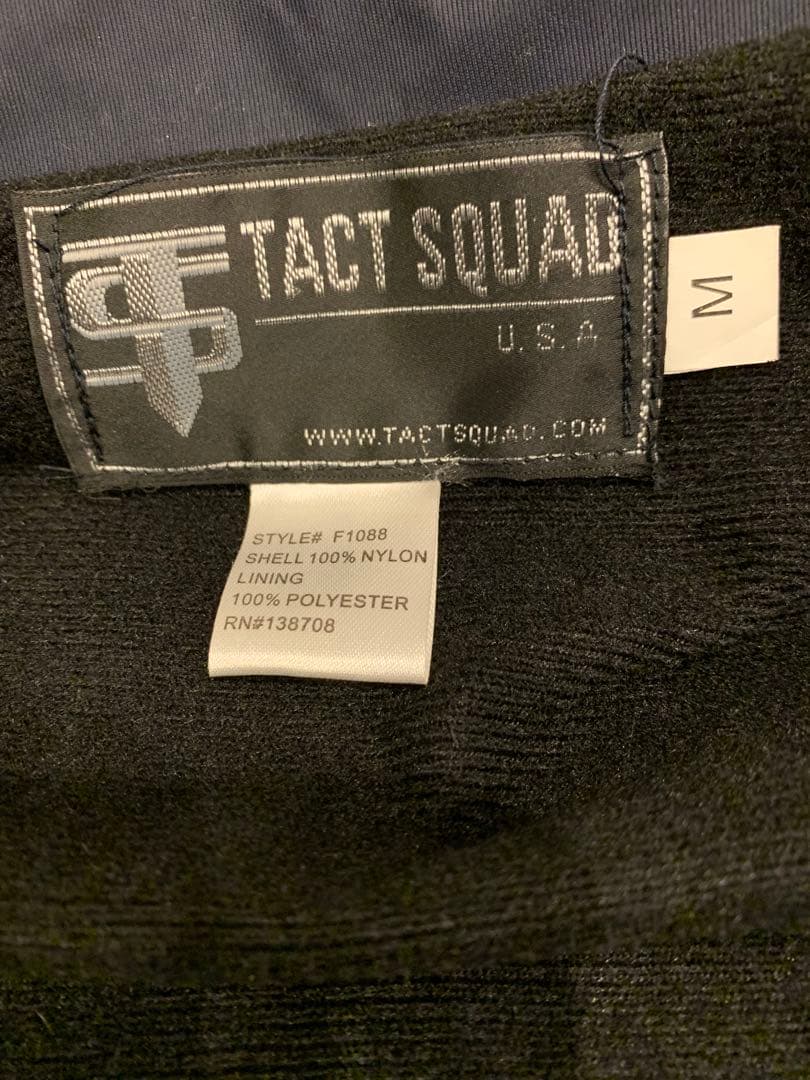 TACT SQUAD
U.S.A
WWW.TACTSQUAD.COM
M
STYLE# F1088
SHELL 100% NYLON
LINING
100% POLYESTER
RN#138708